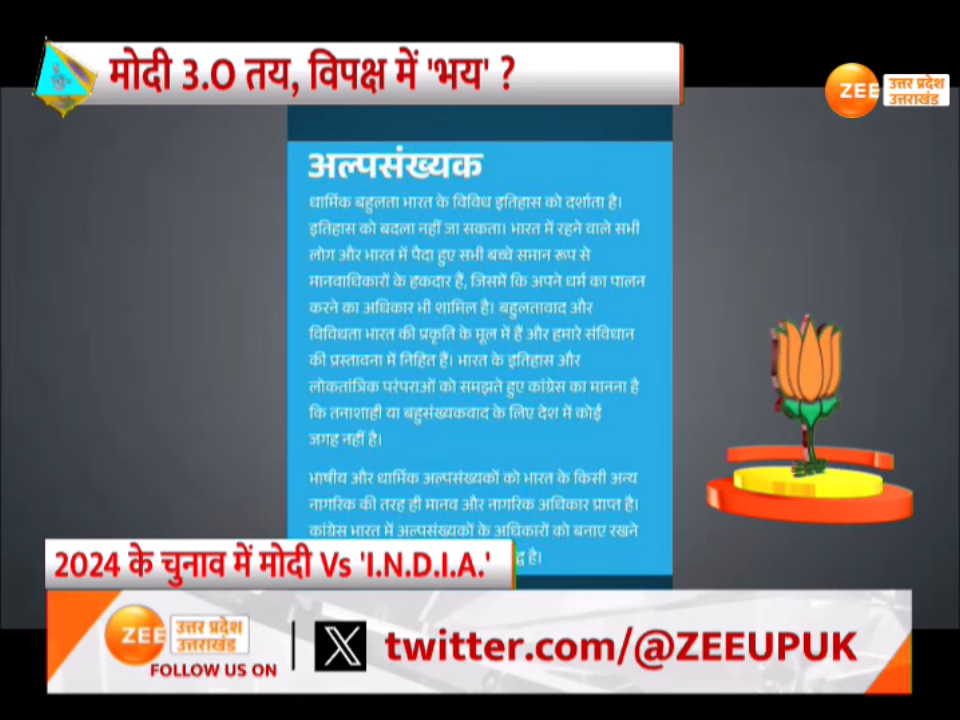 मोदी 3.0 तय, विपक्ष में 'भय' ?
ZEE उत्तर प्रदेश
उत्तराखंड
अल्पसंख्यक
धार्मिक बहुलता भारत के विविध इतिहास को दर्शाता है।
इतिहास को बदला नहीं जा सकता। भारत में रहने वाले सभी
लोग और भारत में पैदा हुए सभी बच्चे समान रूप से
मानवाधिकारों के हकदार हैं, जिसमें कि अपने धर्म का पालन
करने का अधिकार भी शामिल है। बहुलतावाद और
विविधता भारत की प्रकृति के मूल में हैं और हमारे संविधान
की प्रस्तावना में निहित हैं। भारत के इतिहास और
लोकतांत्रिक परंपराओं को समझते हुए कांग्रेस का मानना है
कि तनाशाही या बहुसंख्यकवाद के लिए देश में कोई
जगह नहीं है।
भाषीय और धार्मिक अल्पसंख्यकों को भारत के किसी अन्य
नागरिक की तरह ही मानव और नागरिक अधिकार प्राप्त है।
कांग्रेस भारत में अल्पसंख्यकों के अधिकारों को बनाए रखने
है।
2024 के चुनाव में मोदी Vs 'I.N.D.I.A.'
ZEE उत्तर प्रदेश
उत्तराखंड
FOLLOW US ON
X twitter.com/@ZEEUPUK